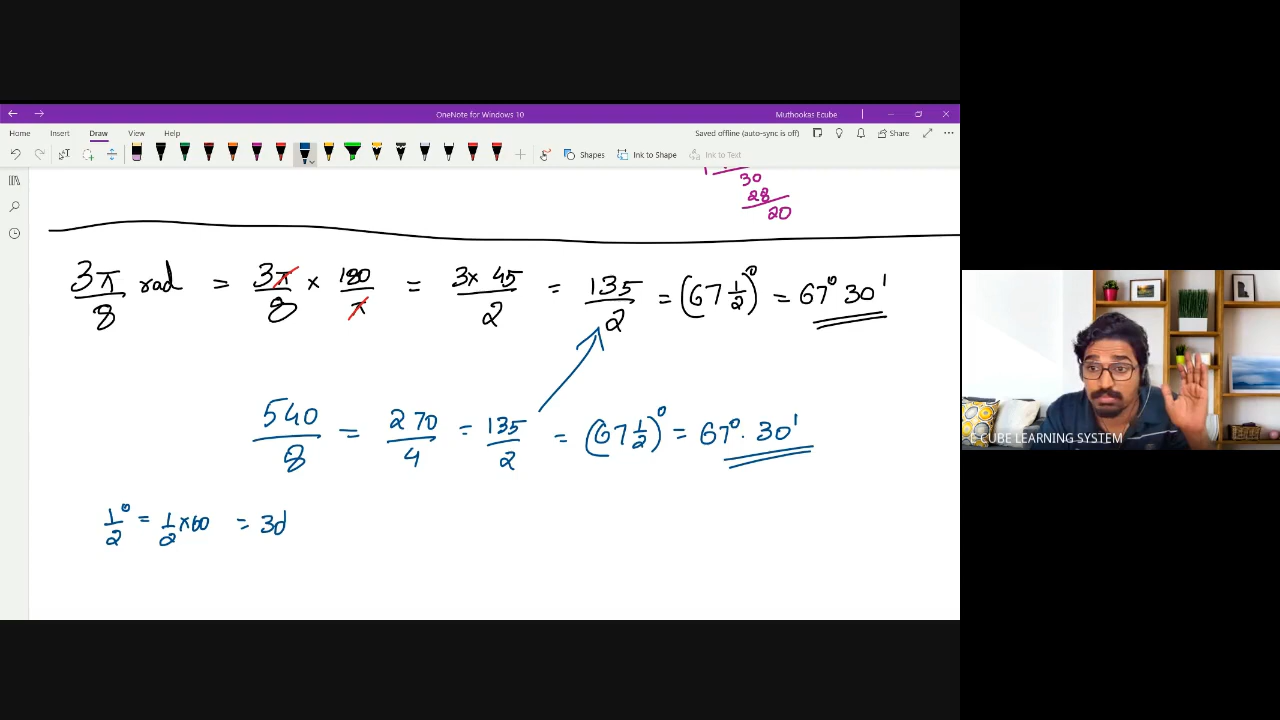 OneNote for Windows 10
Muthookas Ecube
Home Insert Draw View Help
Saved offline (auto-sync is off)
Share
Shapes
Ink to Shape
Ink to Text
30
28
20
3π/8 rad = 3π/8 × 180/π = 3×45/2 = 135/2 = (67 1/2)° = 67° 30'
540/8 = 270/4 = 135/2 = (67 1/2)° = 67°. 30'
1/2° = 1/2 × 60 = 30'
E CUBE LEARNING SYSTEM